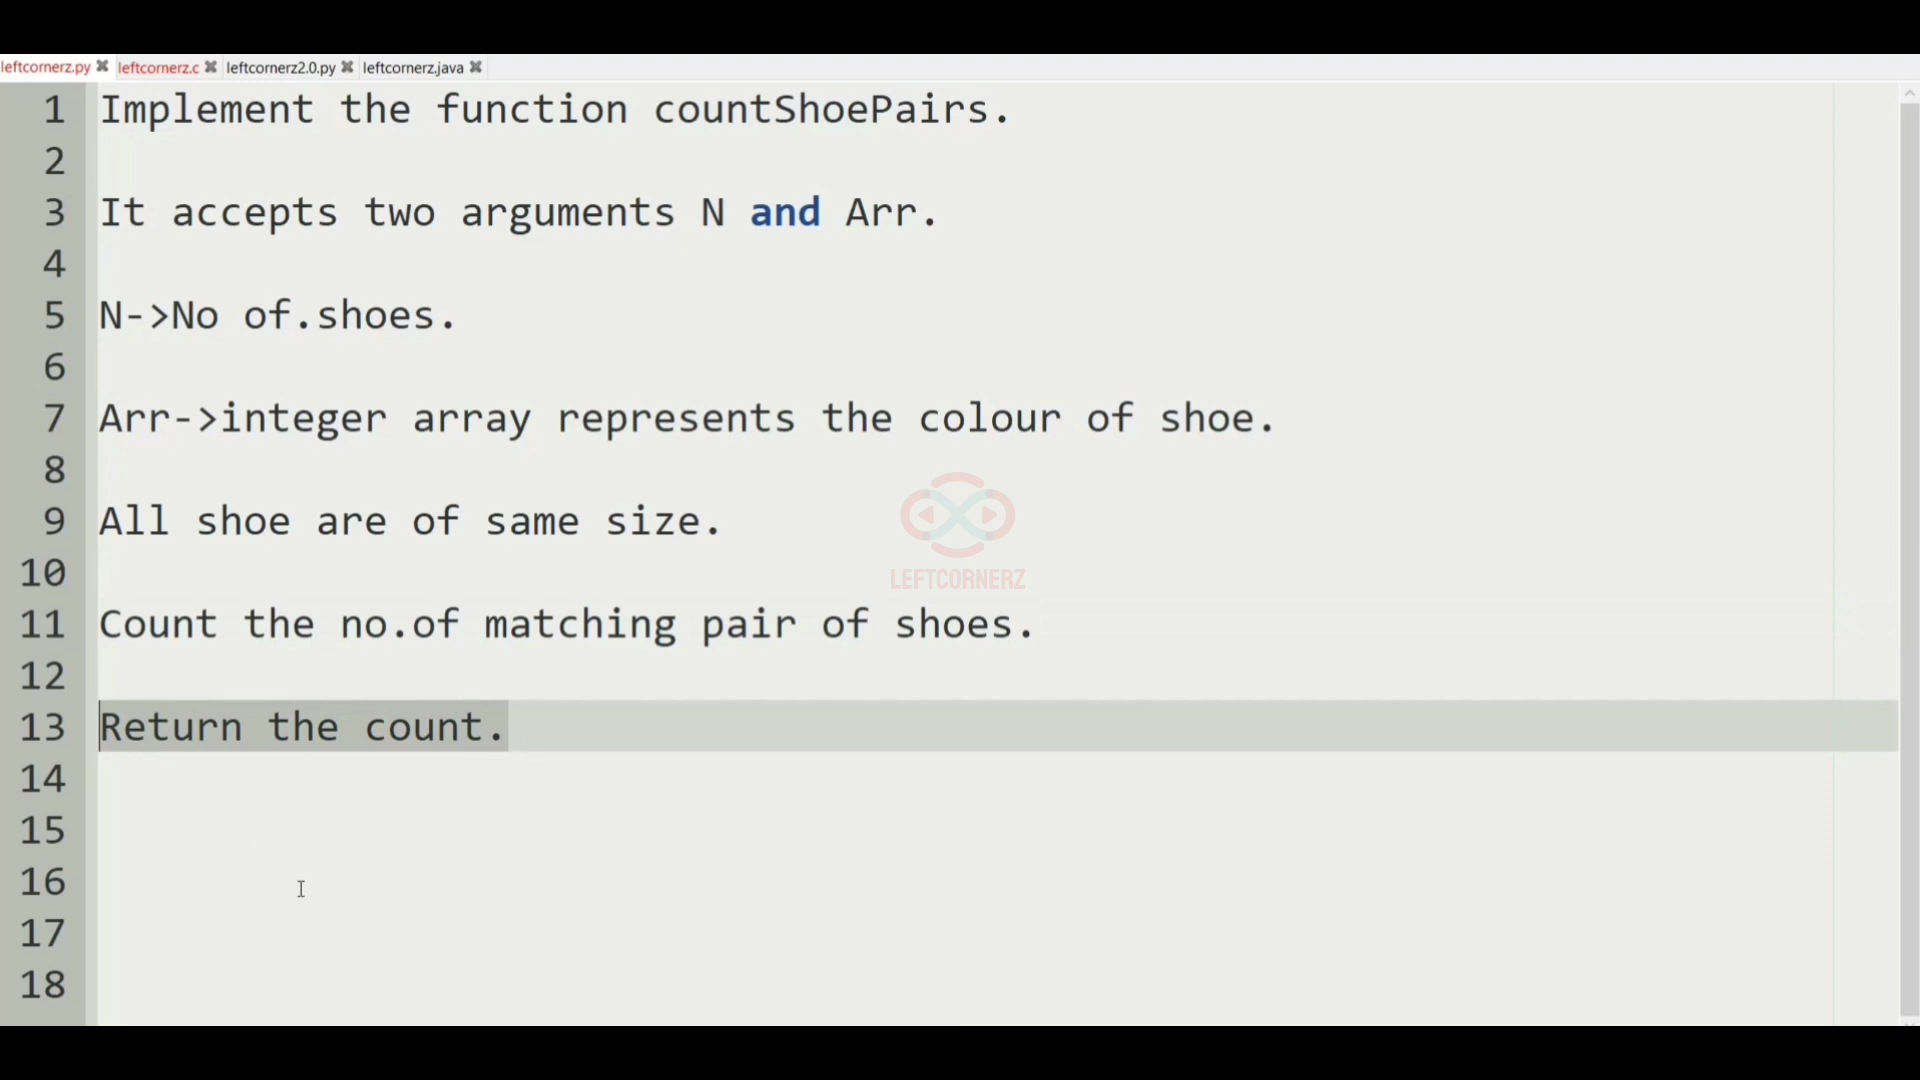 leftcornerz.py leftcornerz.c leftcornerz2.0.py leftcornerz.java
1 Implement the function countShoePairs.
2
3 It accepts two arguments N and Arr.
4
5 N->No of.shoes.
6
7 Arr->integer array represents the colour of shoe.
8
9 All shoe are of same size.
LEFTCORNERZ
10
11 Count the no.of matching pair of shoes.
12
13 Return the count.
14
15
16
17
18